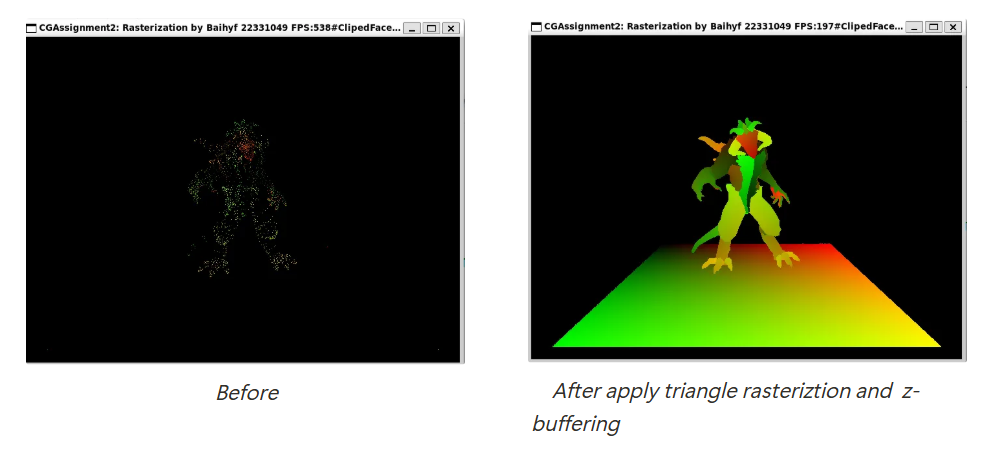 CGAssignment2: Rasterization by Baihyf 22331049 FPS:538#ClipedFace...
CGAssignment2: Rasterization by Baihyf 22331049 FPS:197#ClipedFace...
Before
After apply triangle rasteriztion and z-
buffering